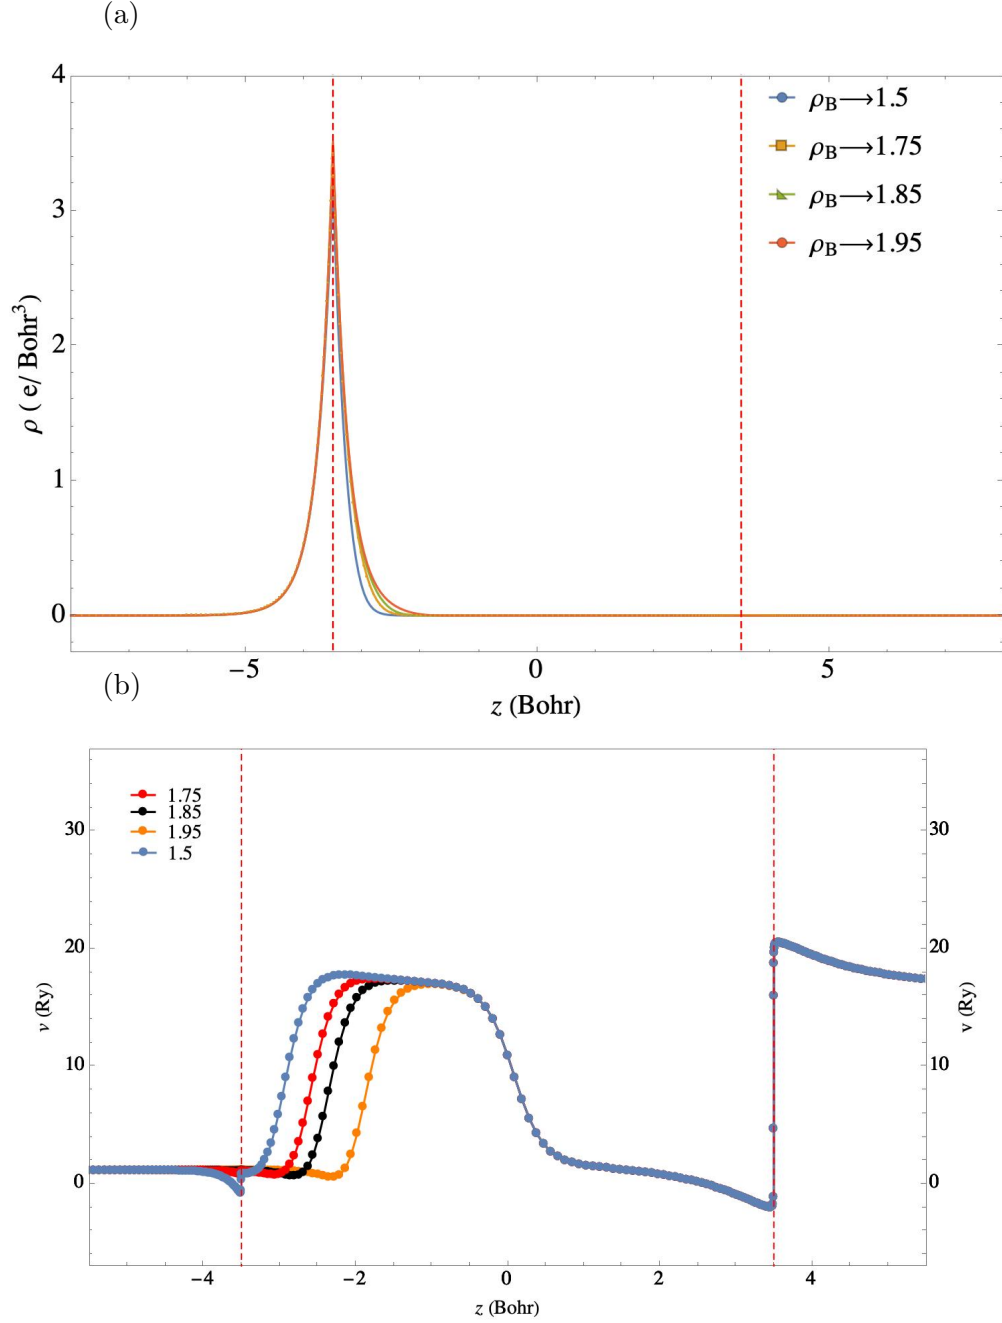 (a)
4
3
2
1
0
ρ ( e/ Bohr³)
ρB⟶1.5
ρB⟶1.75
ρB⟶1.85
ρB⟶1.95
−5 0 5
z (Bohr)
(b)
1.75
1.85
1.95
1.5
30 30
20 20
10 10
0 0
v (Ry) v (Ry)
−4 −2 0 2 4
z (Bohr)